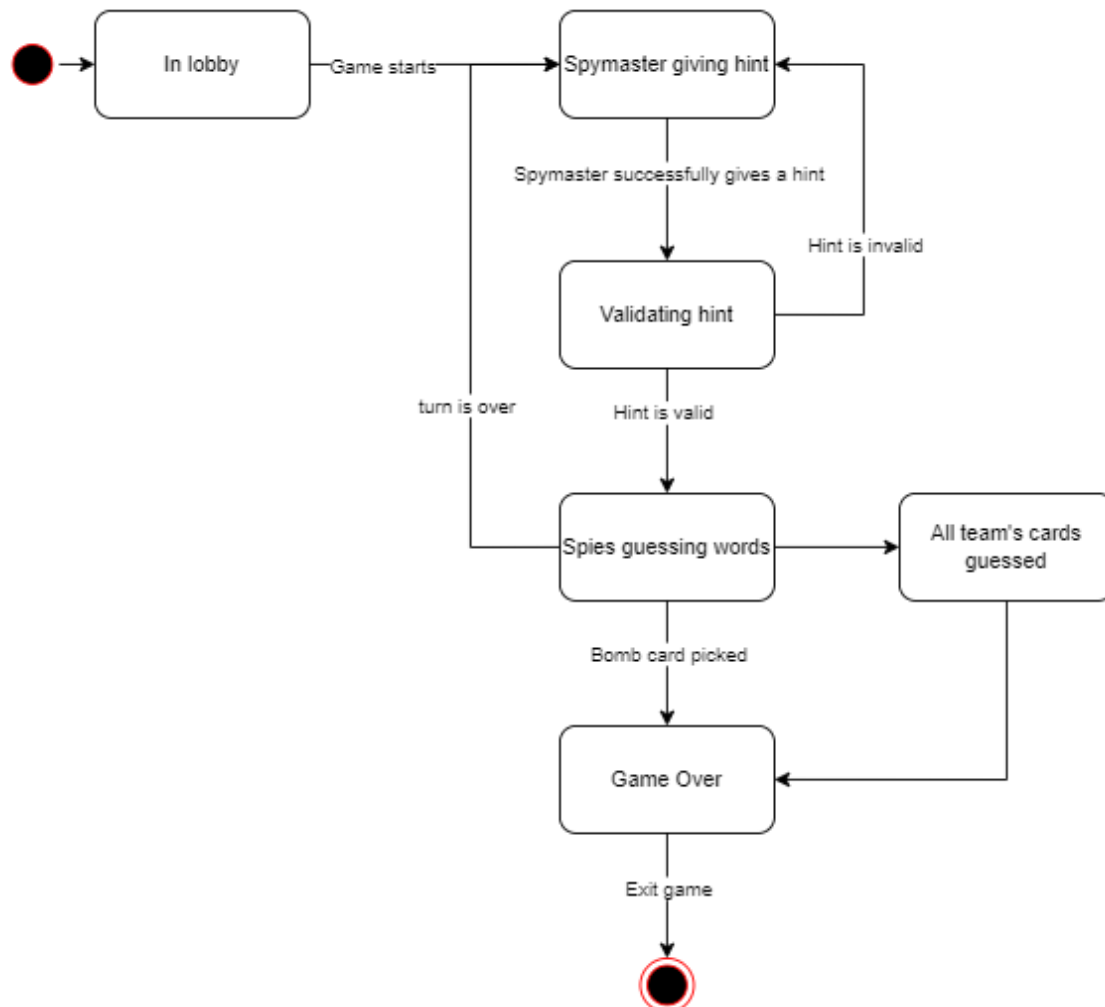 In lobby
Game starts
Spymaster giving hint
Spymaster successfully gives a hint
Hint is invalid
Validating hint
turn is over
Hint is valid
Spies guessing words
All team's cards
guessed
Bomb card picked
Game Over
Exit game